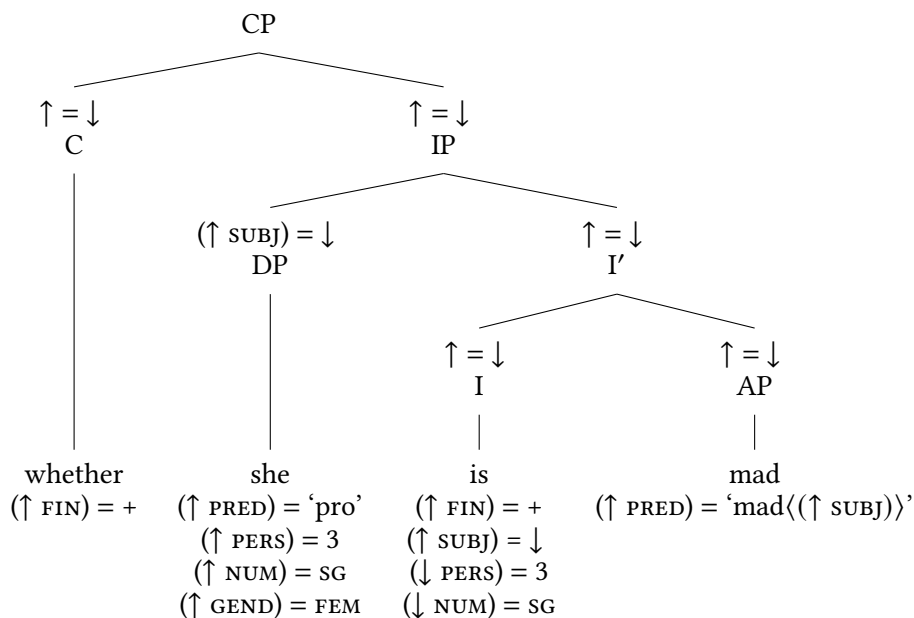 CP
↑ = ↓ ↑ = ↓
C IP
(↑ SUBJ) = ↓ ↑ = ↓
DP I′
↑ = ↓ ↑ = ↓
I AP
whether she is mad
(↑ FIN) = + (↑ PRED) = ‘pro’ (↑ FIN) = + (↑ PRED) = ‘mad⟨(↑ SUBJ)⟩’
(↑ PERS) = 3 (↑ SUBJ) = ↓
(↑ NUM) = SG (↓ PERS) = 3
(↑ GEND) = FEM (↓ NUM) = SG